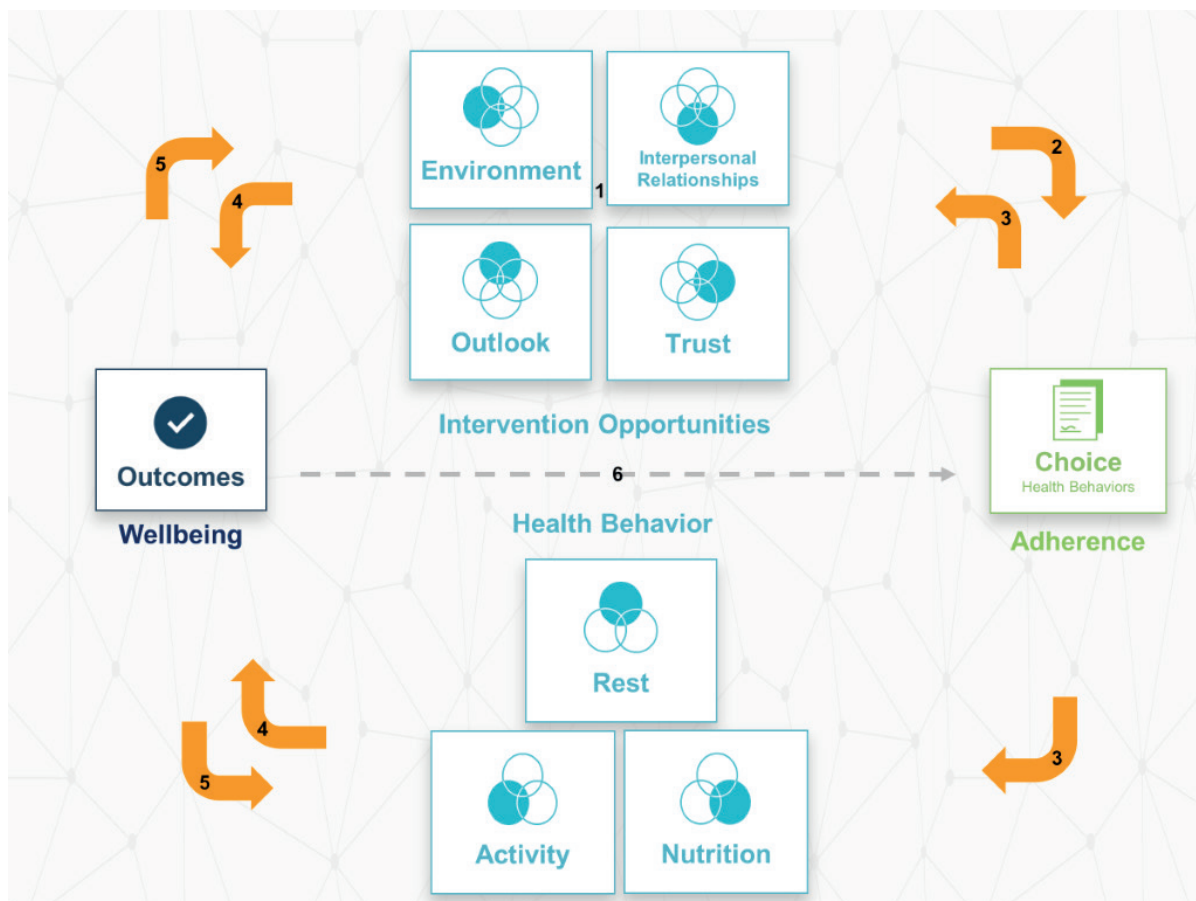 Environment
Interpersonal
Relationships
1
Outlook
Trust
5
4
2
3
Intervention Opportunities
Outcomes
Wellbeing
6
Choice
Health Behaviors
Adherence
Health Behavior
Rest
Activity
Nutrition
4
5
3